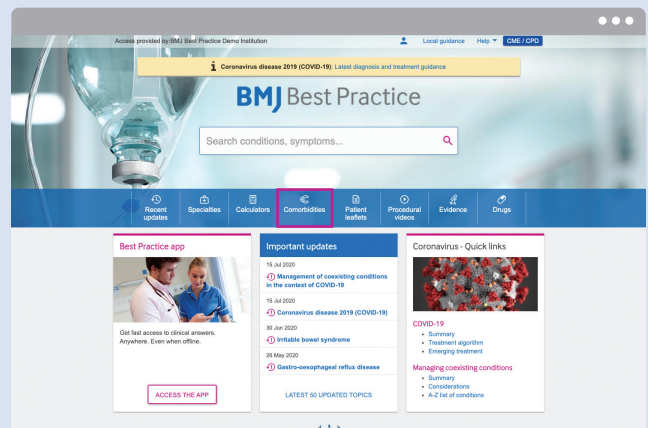 Access provided by BMJ Best Practice Demo Institution
Local guidance
Help
CME / CPD
Coronavirus disease 2019 (COVID-19): Latest diagnosis and treatment guidance
BMJ Best Practice
Search conditions, symptoms...
Recent
updates
Specialties
Calculators
Comorbidities
Patient
leaflets
Procedural
videos
Evidence
Drugs
Best Practice app
Get fast access to clinical answers.
Anywhere. Even when offline.
ACCESS THE APP
Important updates
15 Jul 2020
Management of coexisting conditions
in the context of COVID-19
15 Jul 2020
Coronavirus disease 2019 (COVID-19)
30 Jun 2020
Irritable bowel syndrome
26 May 2020
Gastro-oesophageal reflux disease
LATEST 50 UPDATED TOPICS
Coronavirus - Quick links
COVID-19
Summary
Treatment algorithm
Emerging treatment
Managing coexisting conditions
Summary
Considerations
A-Z list of conditions